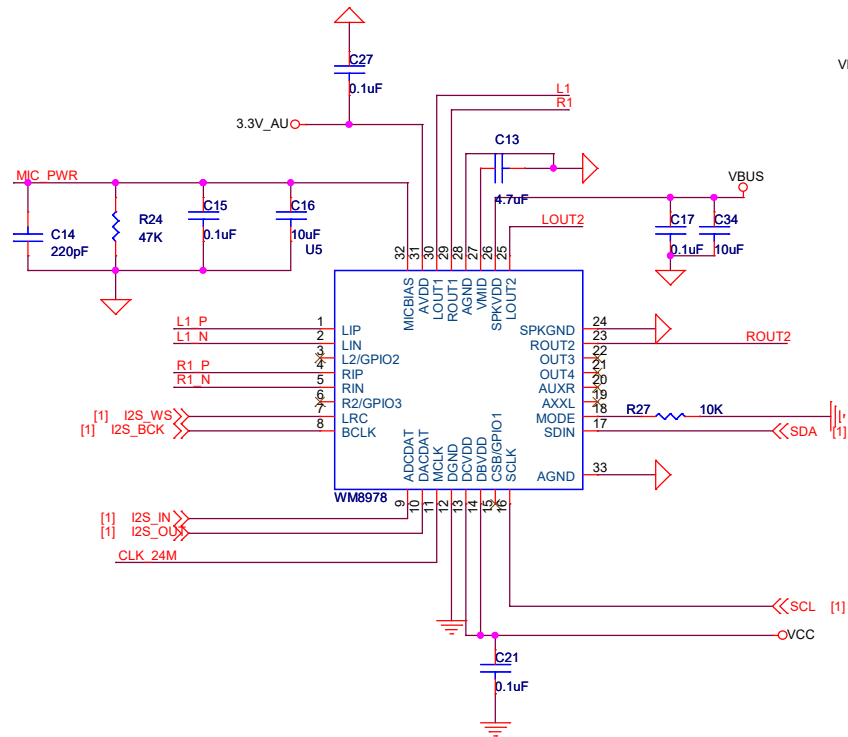 C27
0.1uF
VI
L1
R1
3.3V_AU
C13
4.7uF
MIC_PWR
VBUS
C14
220pF
R24
47K
C15
0.1uF
C16
10uF
U5
LOUT2
C17
0.1uF
C34
10uF
32 31 30 29 28 27 26 25
MICBIAS AVDD LOUT1 ROUT1 AGND VMID SPKVDD LOUT2
L1_P 1 LIP
L1_N 2 LIN
3 L2/GPIO2
R1_P 4 RIP
R1_N 5 RIN
6 R2/GPIO3
[1] I2S_WS 7 LRC
[1] I2S_BCK 8 BCLK
SPKGND 24
ROUT2 23 ROUT2
OUT3 22
OUT4 21
AUXR 20
AXXL 19
MODE 18 R27 10K
SDIN 17 SDA [1]
AGND 33
ADCDAT DACDAT MCLK DGND DCVDD DBVDD CSB/GPIO1 SCLK
WM8978
9 10 11 12 13 14 15 16
[1] I2S_IN
[1] I2S_OUT
CLK_24M
SCL [1]
VCC
C21
0.1uF